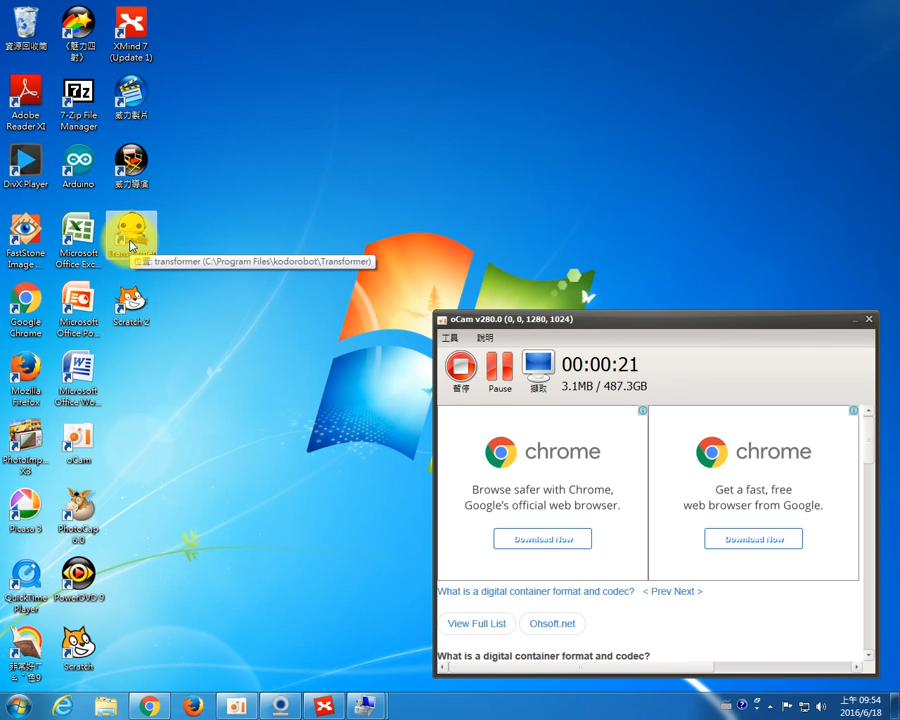 資源回收筒
《魅力四
射》
XMind 7
(Update 1)
Adobe
Reader XI
7-Zip File
Manager
威力製片
DivX Player
Arduino
威力導演
FastStone
Image ...
Microsoft
Office Exc...
位置: transformer (C:\Program Files\kodorobot\Transformer)
Google
Chrome
Microsoft
Office Po...
Scratch 2
Mozilla
Firefox
Microsoft
Office Wo...
PhotoImp...
X3
oCam
Picasa 3
PhotoCap
6.0
QuickTime
Player
PowerDVD 9
Scratch
oCam v280.0 (0, 0, 1280, 1024)
工具
說明
暫停
Pause
擷取
00:00:21
3.1MB / 487.3GB
chrome
Browse safer with Chrome,
Google's official web browser.
Download Now
chrome
Get a fast, free
web browser from Google.
Download Now
What is a digital container format and codec? < Prev Next >
View Full List
Ohsoft.net
What is a digital container format and codec?
上午 09:54
2016/6/18